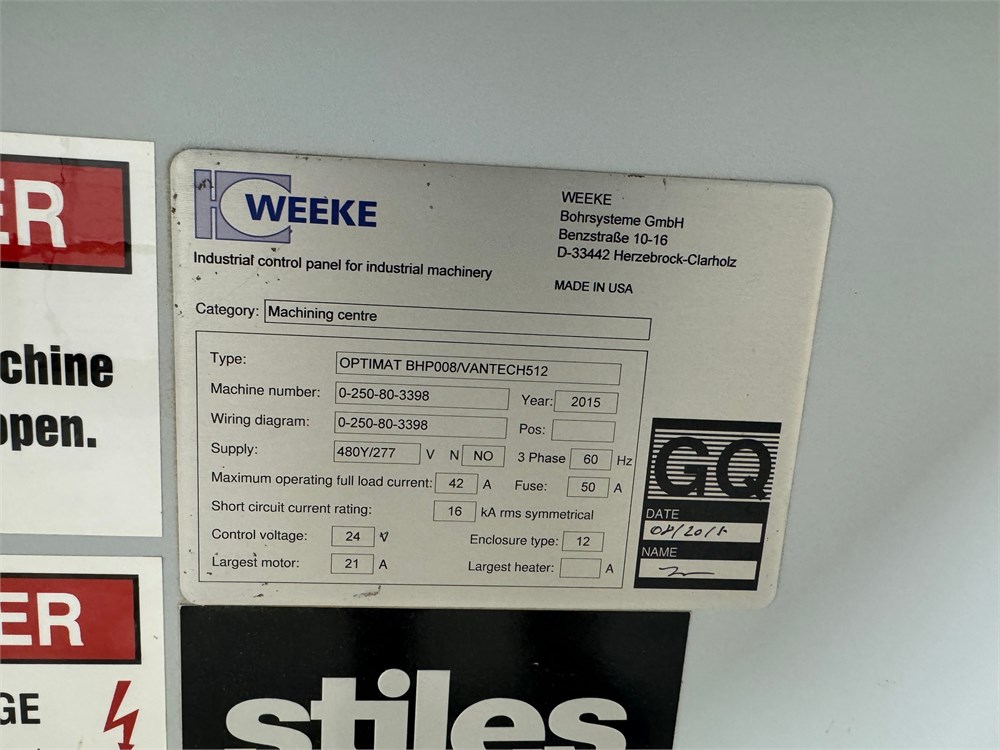 ER
chine
open.
ER
GE
WEEKE
Industrial control panel for industrial machinery
WEEKE
Bohrsysteme GmbH
Benzstraße 10-16
D-33442 Herzebrock-Clarholz
MADE IN USA
Category: Machining centre
Type: OPTIMAT BHP008/VANTECH512
Machine number: 0-250-80-3398 Year: 2015
Wiring diagram: 0-250-80-3398 Pos:
Supply: 480Y/277 V N NO 3 Phase 60 Hz
Maximum operating full load current: 42 A Fuse: 50 A
Short circuit current rating: 16 kA rms symmetrical
Control voltage: 24 V Enclosure type: 12
Largest motor: 21 A Largest heater: A
GQ
DATE
08/2015
NAME
stiles